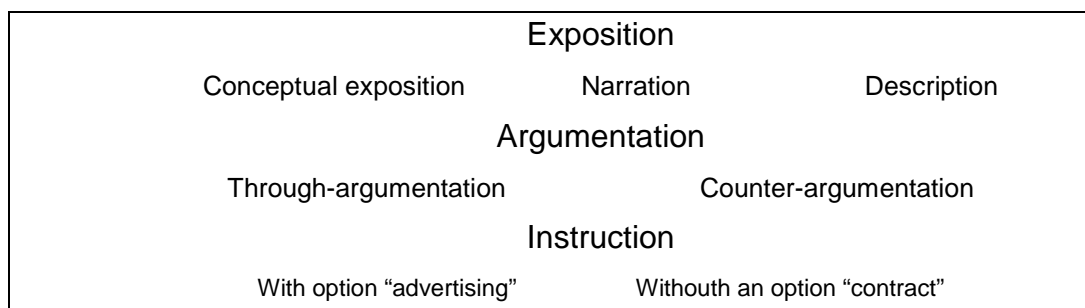 Exposition
Conceptual exposition Narration Description
Argumentation
Through-argumentation Counter-argumentation
Instruction
With option “advertising” Withouth an option “contract”